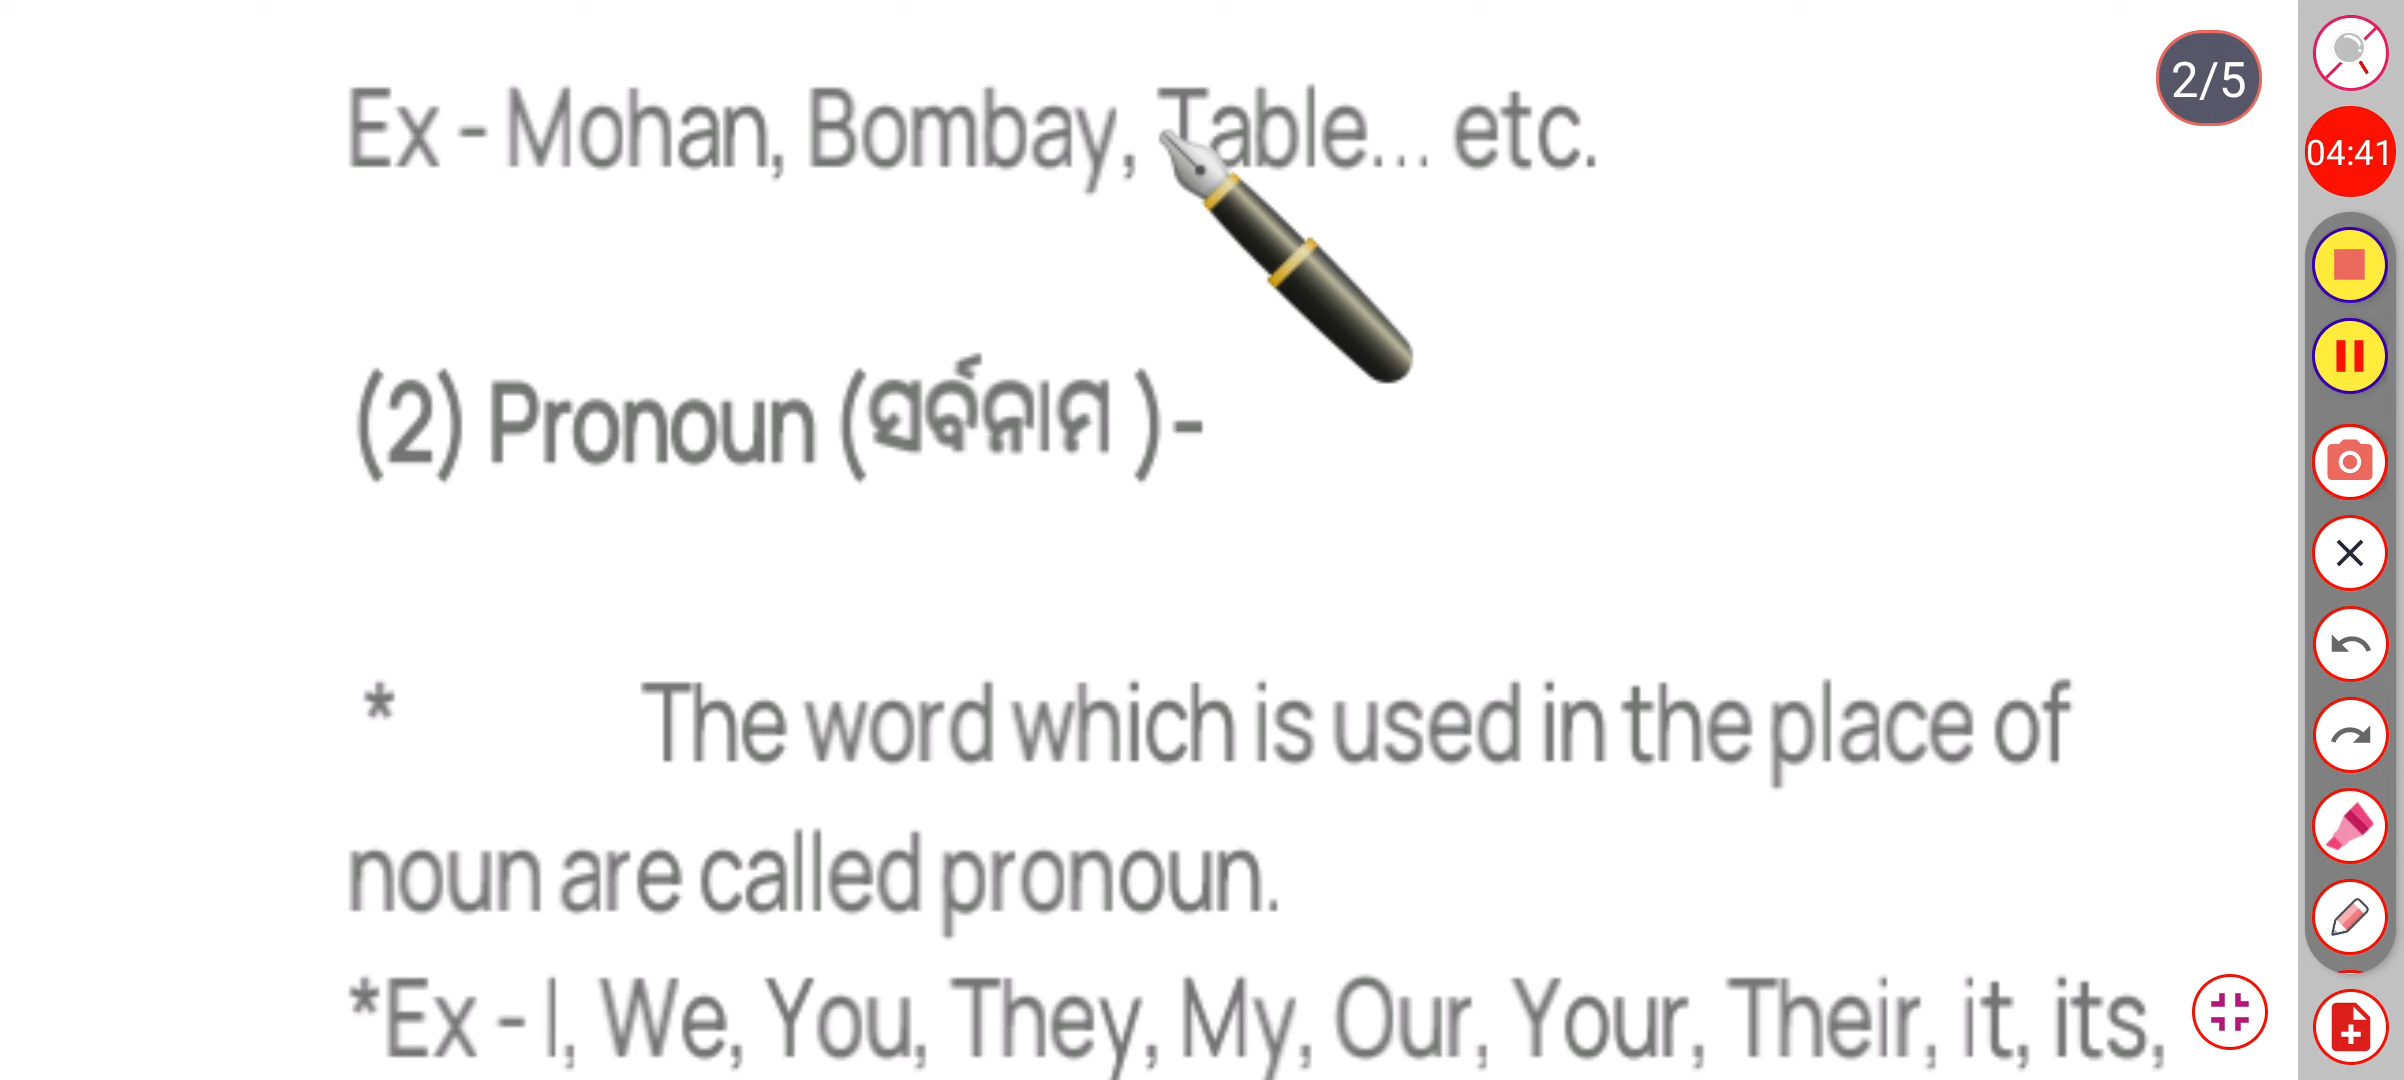 Ex - Mohan, Bombay, Table... etc.
2/5
04:41
(2) Pronoun (ସର୍ବନାମ )-
* The word which is used in the place of
noun are called pronoun.
*Ex - I, We, You, They, My, Our, Your, Their, it, its,